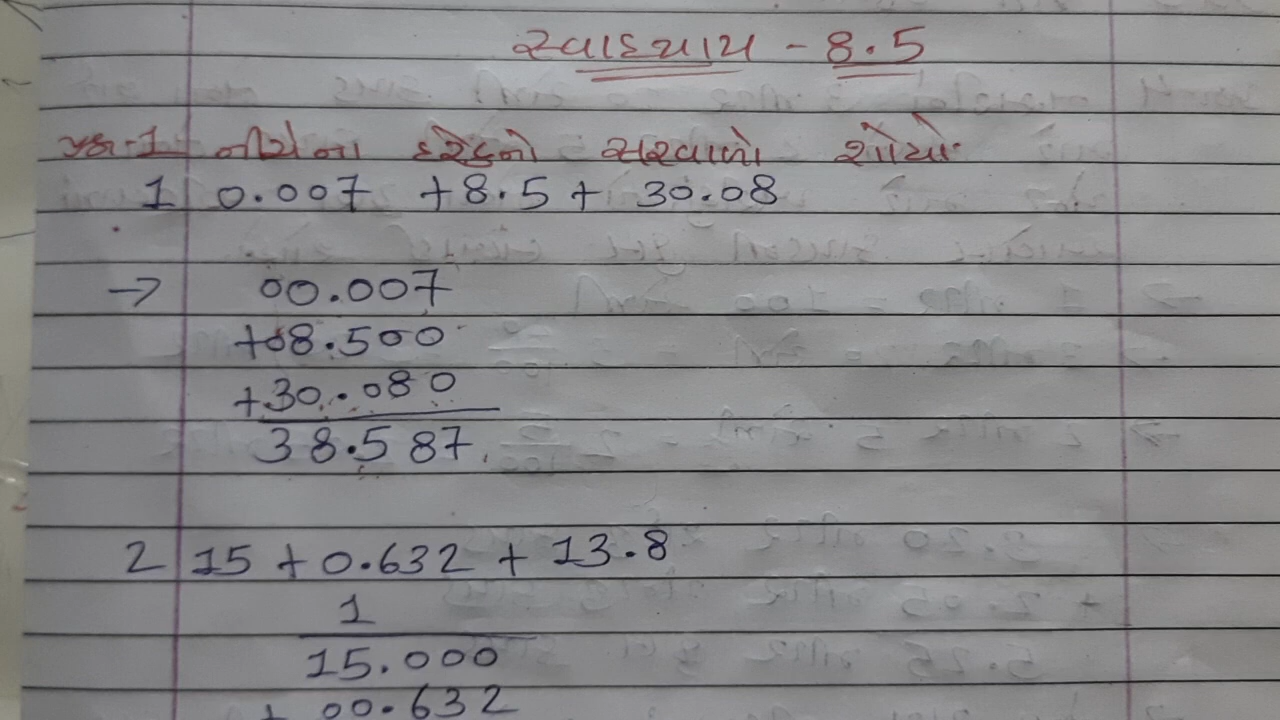 સ્વાધ્યાય - 8.5
પ્રશ્ન-1 નીચેના દરેકનો સરવાળો શોધો
1 0.007 + 8.5 + 30.08
→ 00.007
+08.500
+30.080
38.587
2 15 + 0.632 + 13.8
1
15.000
+ 00.632